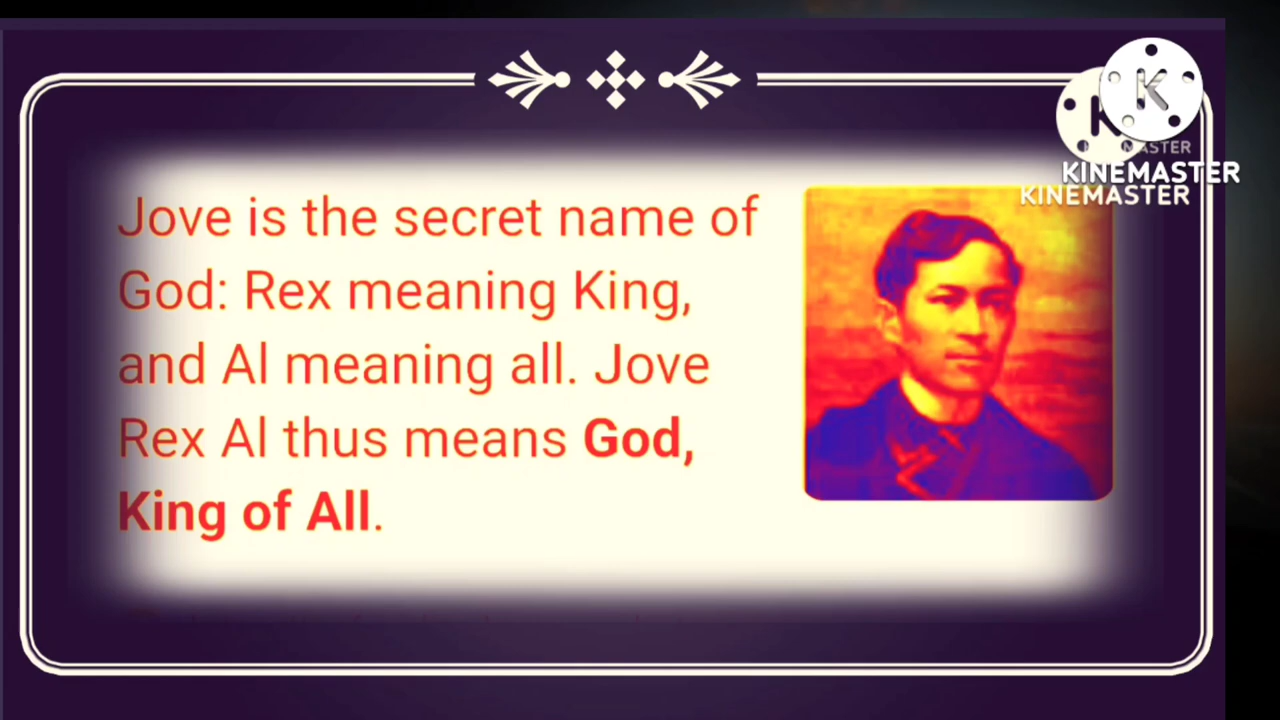 Jove is the secret name of
God: Rex meaning King,
and Al meaning all. Jove
Rex Al thus means God,
King of All.
K
K
MASTER
KINEMASTER
KINEMASTER